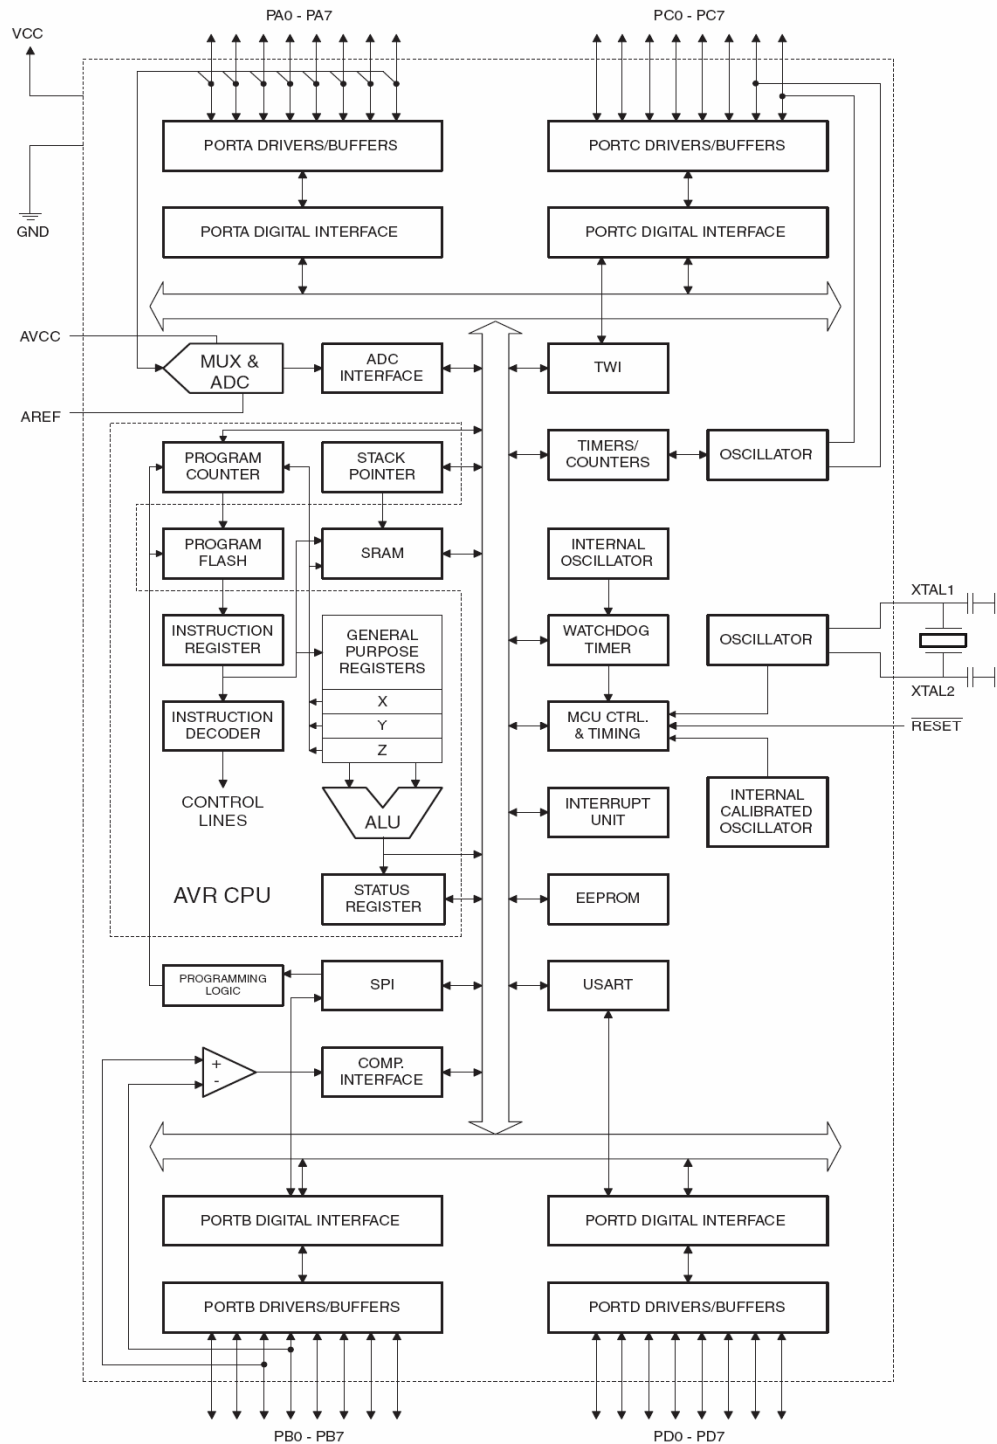 PA0 - PA7
PC0 - PC7
VCC
PORTA DRIVERS/BUFFERS
PORTC DRIVERS/BUFFERS
GND
PORTA DIGITAL INTERFACE
PORTC DIGITAL INTERFACE
AVCC
MUX &
ADC
ADC
INTERFACE
TWI
AREF
PROGRAM
COUNTER
STACK
POINTER
TIMERS/
COUNTERS
OSCILLATOR
PROGRAM
FLASH
SRAM
INTERNAL
OSCILLATOR
XTAL1
INSTRUCTION
REGISTER
GENERAL
PURPOSE
REGISTERS
WATCHDOG
TIMER
OSCILLATOR
XTAL2
X
INSTRUCTION
DECODER
Y
MCU CTRL.
& TIMING
RESET
Z
CONTROL
LINES
ALU
INTERRUPT
UNIT
INTERNAL
CALIBRATED
OSCILLATOR
AVR CPU
STATUS
REGISTER
EEPROM
PROGRAMMING
LOGIC
SPI
USART
+
-
COMP.
INTERFACE
PORTB DIGITAL INTERFACE
PORTD DIGITAL INTERFACE
PORTB DRIVERS/BUFFERS
PORTD DRIVERS/BUFFERS
PB0 - PB7
PD0 - PD7